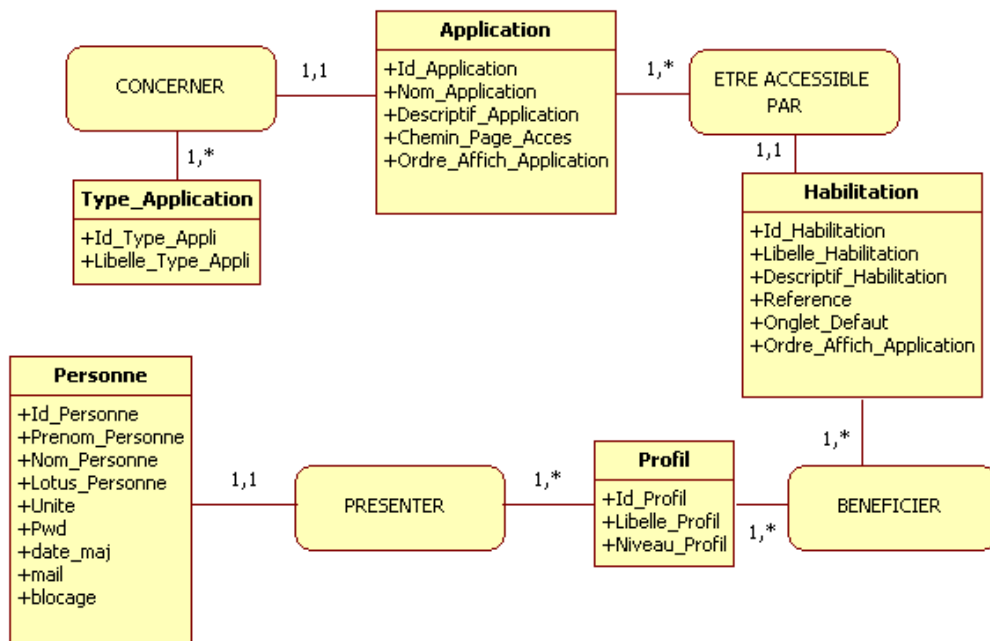 CONCERNER
1,1
Application
+Id_Application
+Nom_Application
+Descriptif_Application
+Chemin_Page_Acces
+Ordre_Affich_Application
1,*
ETRE ACCESSIBLE
PAR
1,*
1,1
Type_Application
+Id_Type_Appli
+Libelle_Type_Appli
Habilitation
+Id_Habilitation
+Libelle_Habilitation
+Descriptif_Habilitation
+Reference
+Onglet_Defaut
+Ordre_Affich_Application
Personne
+Id_Personne
+Prenom_Personne
+Nom_Personne
+Lotus_Personne
+Unite
+Pwd
+date_maj
+mail
+blocage
1,1
PRESENTER
1,*
Profil
+Id_Profil
+Libelle_Profil
+Niveau_Profil
1,*
1,*
BENEFICIER